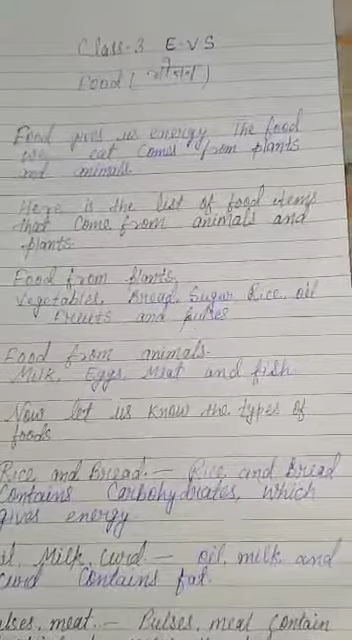 Class-3 E-VS
Food (भोजन)
Food gives us energy. The food
we eat comes from plants
and animals.
Here is the list of food items
that come from animals and
plants
Food from plants,
Vegetables, Bread, Sugar Rice, oil
Fruits and pulses
Food from animals-
Milk, Eggs, Meat and fish.
Now let us know the types of
foods
Rice and Bread. — Rice and Bread
Contains Carbohydrates, which
gives energy
oil, Milk, curd — oil, milk and
curd contains fat.
Pulses, meat. — Pulses, meat contain